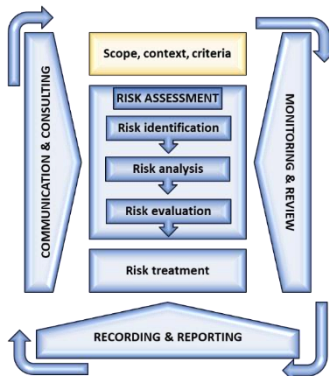 Scope, context, criteria
RISK ASSESSMENT
Risk identification
Risk analysis
Risk evaluation
Risk treatment
COMMUNICATION & CONSULTING
MONITORING & REVIEW
RECORDING & REPORTING